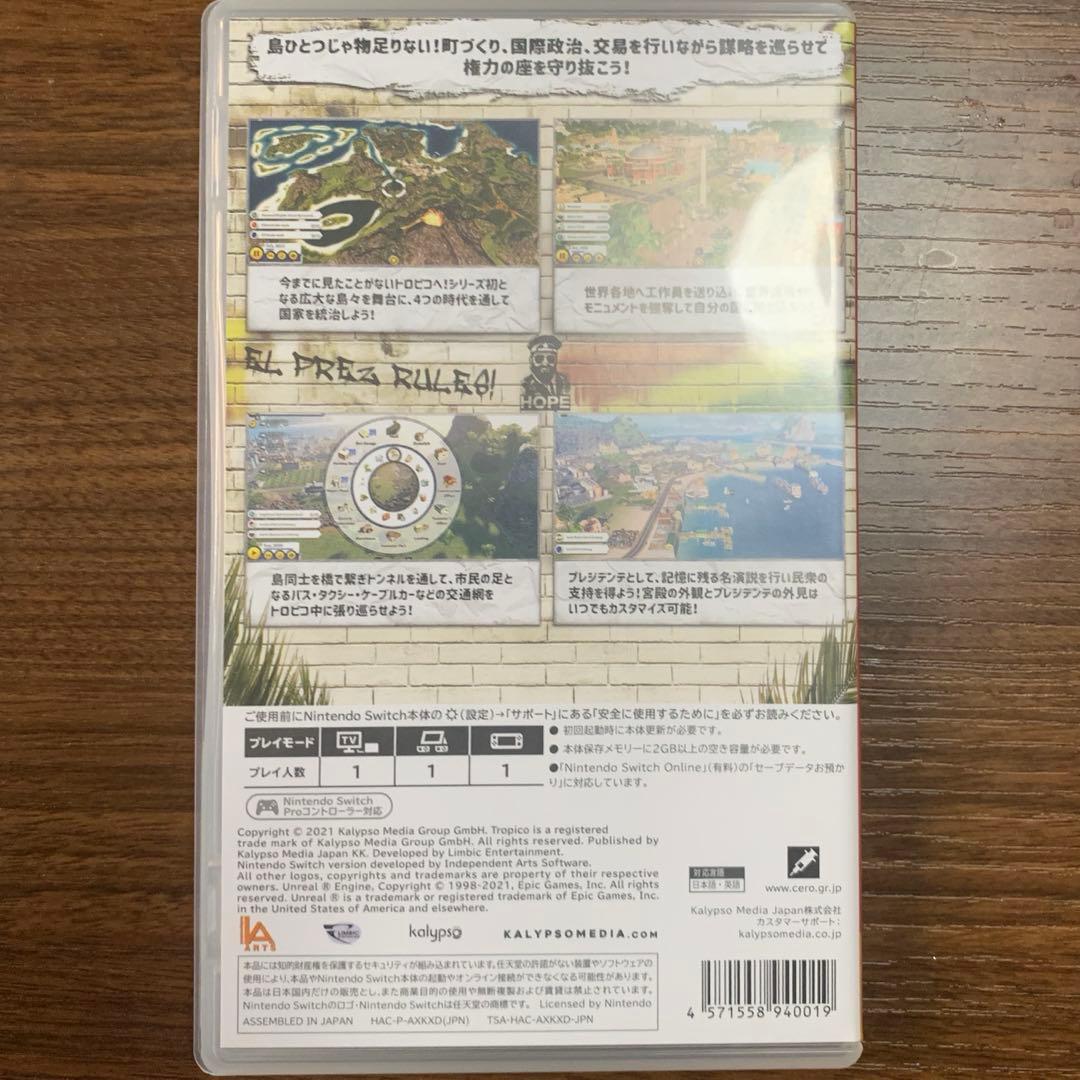 島ひとつじゃ物足りない!町づくり、国際政治、交易を行いながら謀略を巡らせて
権力の座を守り抜こう!
今までに見たことがないトロピコへ!シリーズ初と
なる広大な島々を舞台に、4つの時代を通して
国家を統治しよう!
世界各地へ工作員を送り込み
モニュメントを強奪して自分の
EL PREZ RULES!
HOPE
島同士を橋で繋ぎトンネルを通して、市民の足と
なるバス・タクシー・ケーブルカーなどの交通網を
トロピコ中に張り巡らせよう!
プレジデンテとして、記憶に残る名演説を行い民衆の
支持を得よう!宮殿の外観とプレジデンテの外見は
いつでもカスタマイズ可能!
ご使用前にNintendo Switch本体の(設定)→「サポート」にある「安全に使用するために」を必ずお読みください。
プレイモード TV
プレイ人数 1 1 1
● 初回起動時に本体更新が必要です。
● 本体保存メモリーに2GB以上の空き容量が必要です。
●「Nintendo Switch Online」(有料)の「セーブデータお預か
り」に対応しています。
Nintendo Switch
Proコントローラー対応
Copyright © 2021 Kalypso Media Group GmbH. Tropico is a registered
trade mark of Kalypso Media Group GmbH. All rights reserved. Published by
Kalypso Media Japan KK. Developed by Limbic Entertainment.
Nintendo Switch version developed by Independent Arts Software.
All other logos, copyrights and trademarks are property of their respective
owners. Unreal ® Engine, Copyright © 1998-2021, Epic Games, Inc. All rights
reserved. Unreal ® is a trademark or registered trademark of Epic Games, Inc.
in the United States of America and elsewhere.
対応言語
日本語・英語
www.cero.gr.jp
Kalypso Media Japan株式会社
カスタマーサポート:
kalypsomedia.co.jp
IA ARTS
LIMBIC
kalypso
KALYPSOMEDIA.COM
本品には知的財産権を保護するセキュリティが組み込まれています。任天堂の許諾がない装置やソフトウェアの
使用により、本品やNintendo Switch本体の起動やオンライン接続ができなくなる可能性があります。
本品は日本国内だけの販売とし、また商業目的の使用や無断複製および賃貸は禁止されています。
Nintendo Switchのロゴ・Nintendo Switchは任天堂の商標です。 Licensed by Nintendo
ASSEMBLED IN JAPAN HAC-P-AXKXD(JPN) TSA-HAC-AXKXD-JPN
4 571558 940019